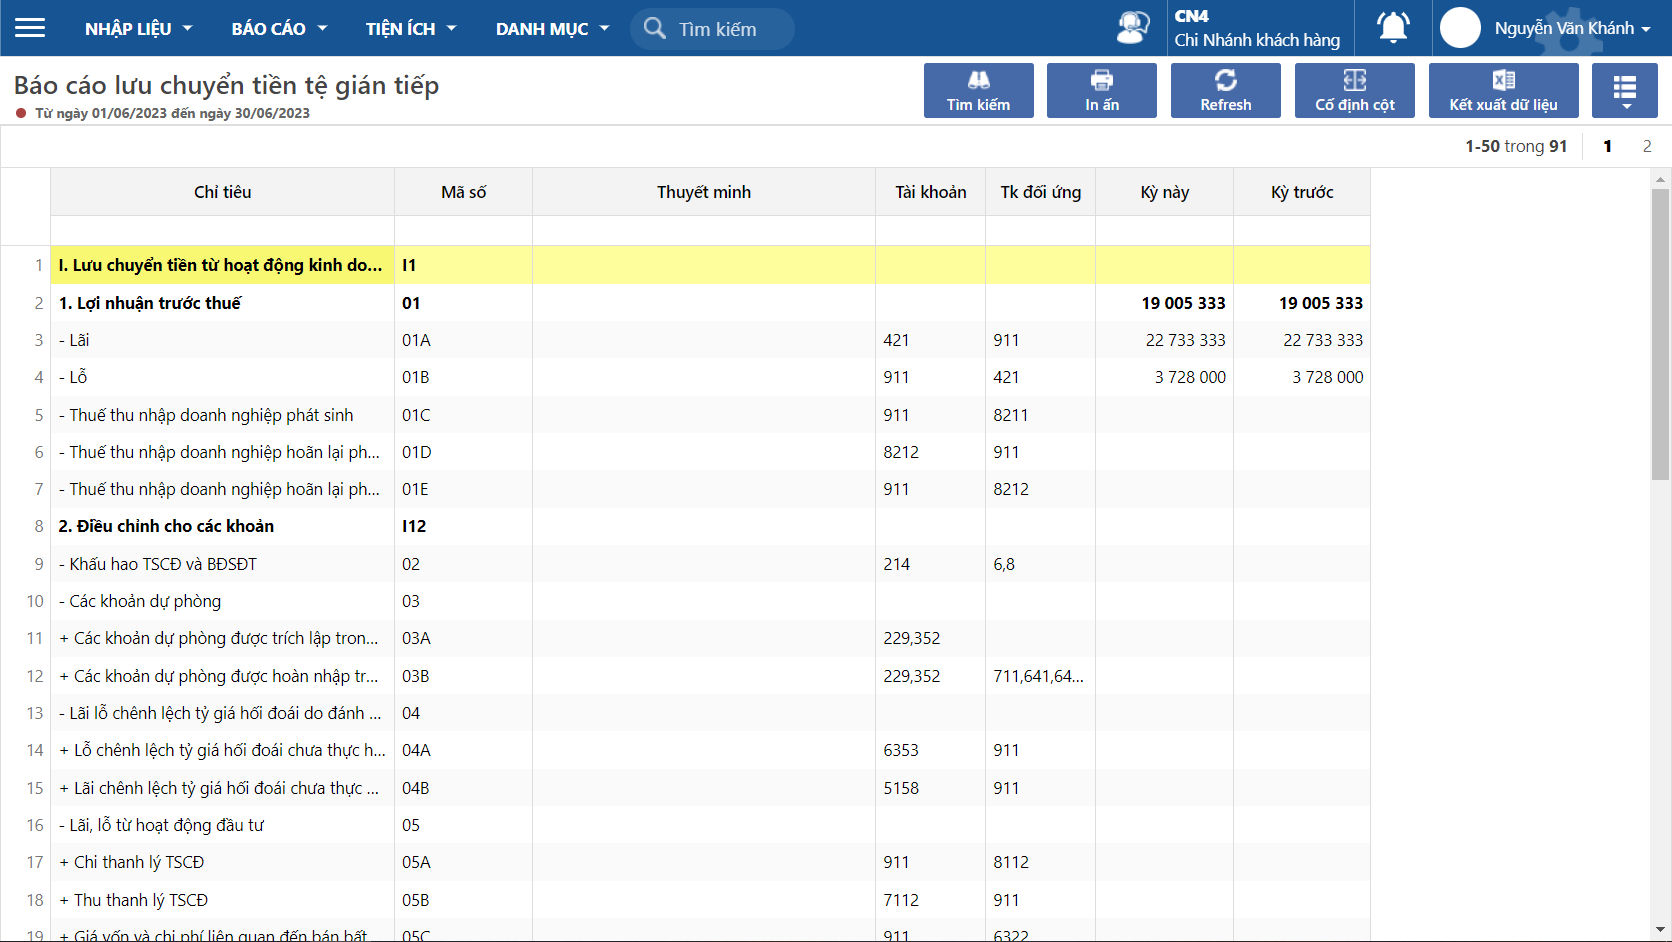 NHẬP LIỆU BÁO CÁO TIỆN ÍCH DANH MỤC Tìm kiếm CN4
Chi Nhánh khách hàng Nguyễn Văn Khánh
Báo cáo lưu chuyển tiền tệ gián tiếp
Từ ngày 01/06/2023 đến ngày 30/06/2023
Tìm kiếm In ấn Refresh Cố định cột Kết xuất dữ liệu
1-50 trong 91 1 2
Chỉ tiêu Mã số Thuyết minh Tài khoản Tk đối ứng Kỳ này Kỳ trước
1 I. Lưu chuyển tiền từ hoạt động kinh do... I1
2 1. Lợi nhuận trước thuế 01 19 005 333 19 005 333
3 - Lãi 01A 421 911 22 733 333 22 733 333
4 - Lỗ 01B 911 421 3 728 000 3 728 000
5 - Thuế thu nhập doanh nghiệp phát sinh 01C 911 8211
6 - Thuế thu nhập doanh nghiệp hoãn lại ph... 01D 8212 911
7 - Thuế thu nhập doanh nghiệp hoãn lại ph... 01E 911 8212
8 2. Điều chỉnh cho các khoản I12
9 - Khấu hao TSCĐ và BĐSĐT 02 214 6,8
10 - Các khoản dự phòng 03
11 + Các khoản dự phòng được trích lập tron... 03A 229,352
12 + Các khoản dự phòng được hoàn nhập tr... 03B 229,352 711,641,64...
13 - Lãi lỗ chênh lệch tỷ giá hối đoái do đánh ... 04
14 + Lỗ chênh lệch tỷ giá hối đoái chưa thực h... 04A 6353 911
15 + Lãi chênh lệch tỷ giá hối đoái chưa thực ... 04B 5158 911
16 - Lãi, lỗ từ hoạt động đầu tư 05
17 + Chi thanh lý TSCĐ 05A 911 8112
18 + Thu thanh lý TSCĐ 05B 7112 911
19 + Giá vốn và chi phí liên quan đến bán bất 05C 911 6322